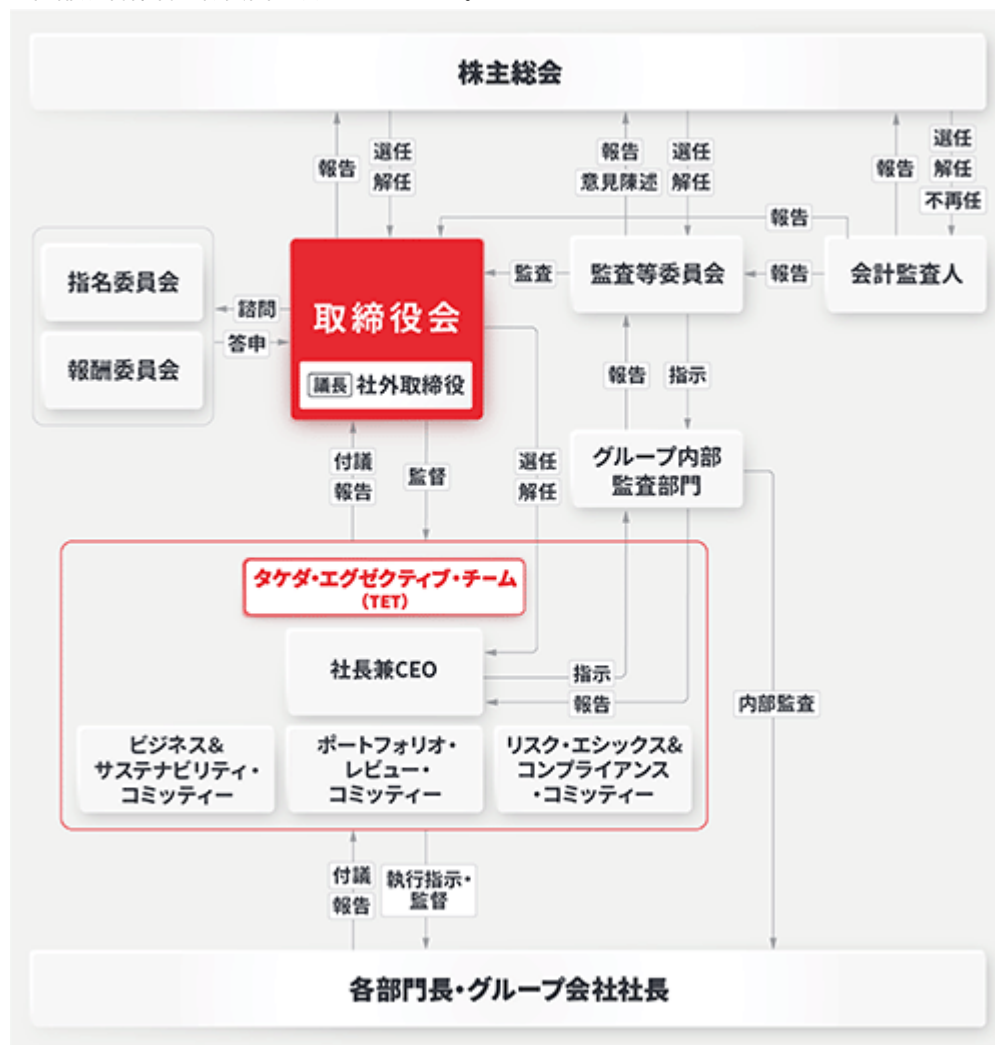 株主総会
報告
選任
解任
報告
意見陳述
選任
解任
報告
選任
解任
不再任
報告
指名委員会
報酬委員会
諮問
答申
取締役会
議長 社外取締役
監査
監査等委員会
報告
会計監査人
報告
指示
付議
報告
監督
選任
解任
グループ内部
監査部門
タケダ・エグゼクティブ・チーム
(TET)
社長兼CEO
指示
報告
内部監査
ビジネス&
サステナビリティ・
コミッティー
ポートフォリオ・
レビュー・
コミッティー
リスク・エシックス&
コンプライアンス
・コミッティー
付議
報告
執行指示・
監督
各部門長・グループ会社社長